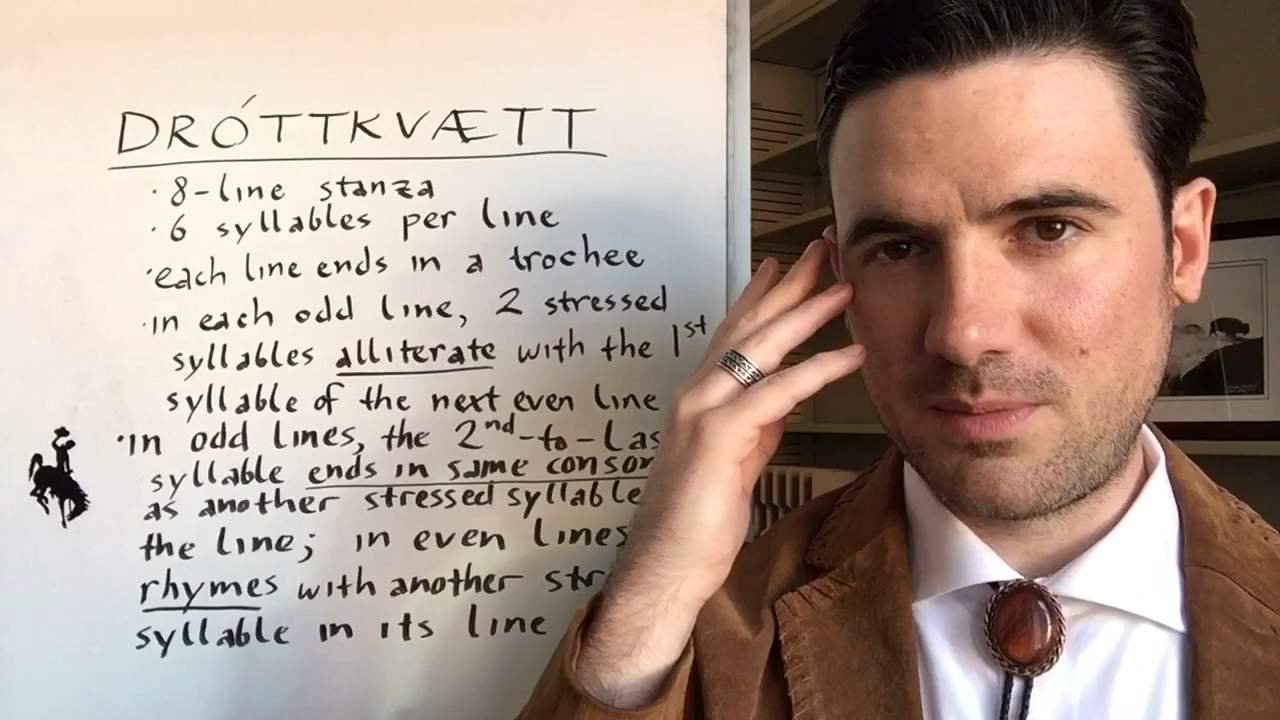 DRÓTTKVÆTT
· 8-line stanza
· 6 syllables per line
· each line ends in a trochee
· in each odd line, 2 stressed
syllables alliterate with the 1st
syllable of the next even line
· in odd lines, the 2nd-to-las
syllable ends in same conson
as another stressed syllable
the line; in even lines
rhymes with another str
syllable in its line